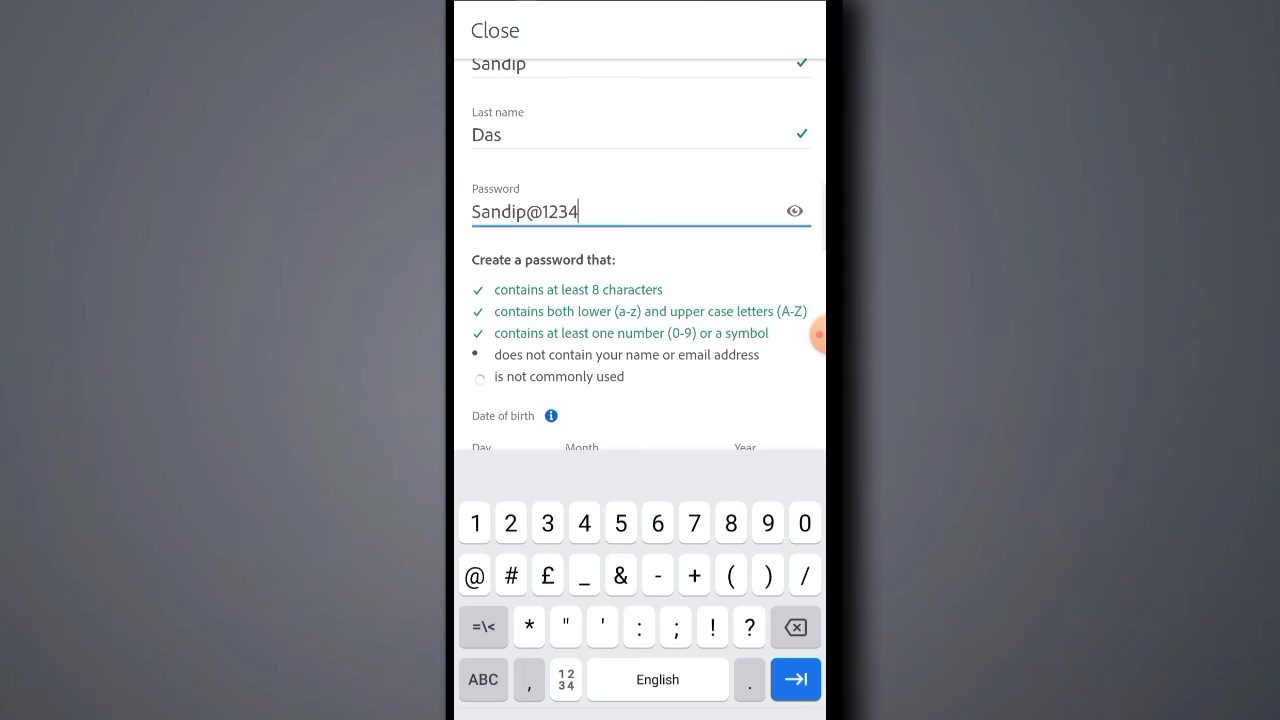 Close
Sandip
Last name
Das
Password
Sandip@1234
Create a password that:
contains at least 8 characters
contains both lower (a-z) and upper case letters (A-Z)
contains at least one number (0-9) or a symbol
does not contain your name or email address
is not commonly used
Date of birth
Day Month Year
1 2 3 4 5 6 7 8 9 0
@ # £ _ & - + ( ) /
=\< * " ' : ; ! ?
ABC , 12 34 English .